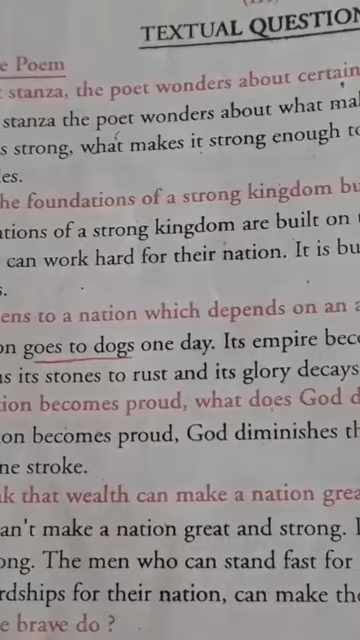 TEXTUAL QUESTION
e Poem
stanza, the poet wonders about certain
stanza the poet wonders about what ma
s strong, what makes it strong enough to
es.
he foundations of a strong kingdom bu
tions of a strong kingdom are built on
can work hard for their nation. It is bu
s.
ens to a nation which depends on an a
on goes to dogs one day. Its empire bec
ns its stones to rust and its glory decays
ion becomes proud, what does God d
on becomes proud, God diminishes th
ne stroke.
k that wealth can make a nation grea
an't make a nation great and strong.
ong. The men who can stand fast for
rdships for their nation, can make the
e brave do ?